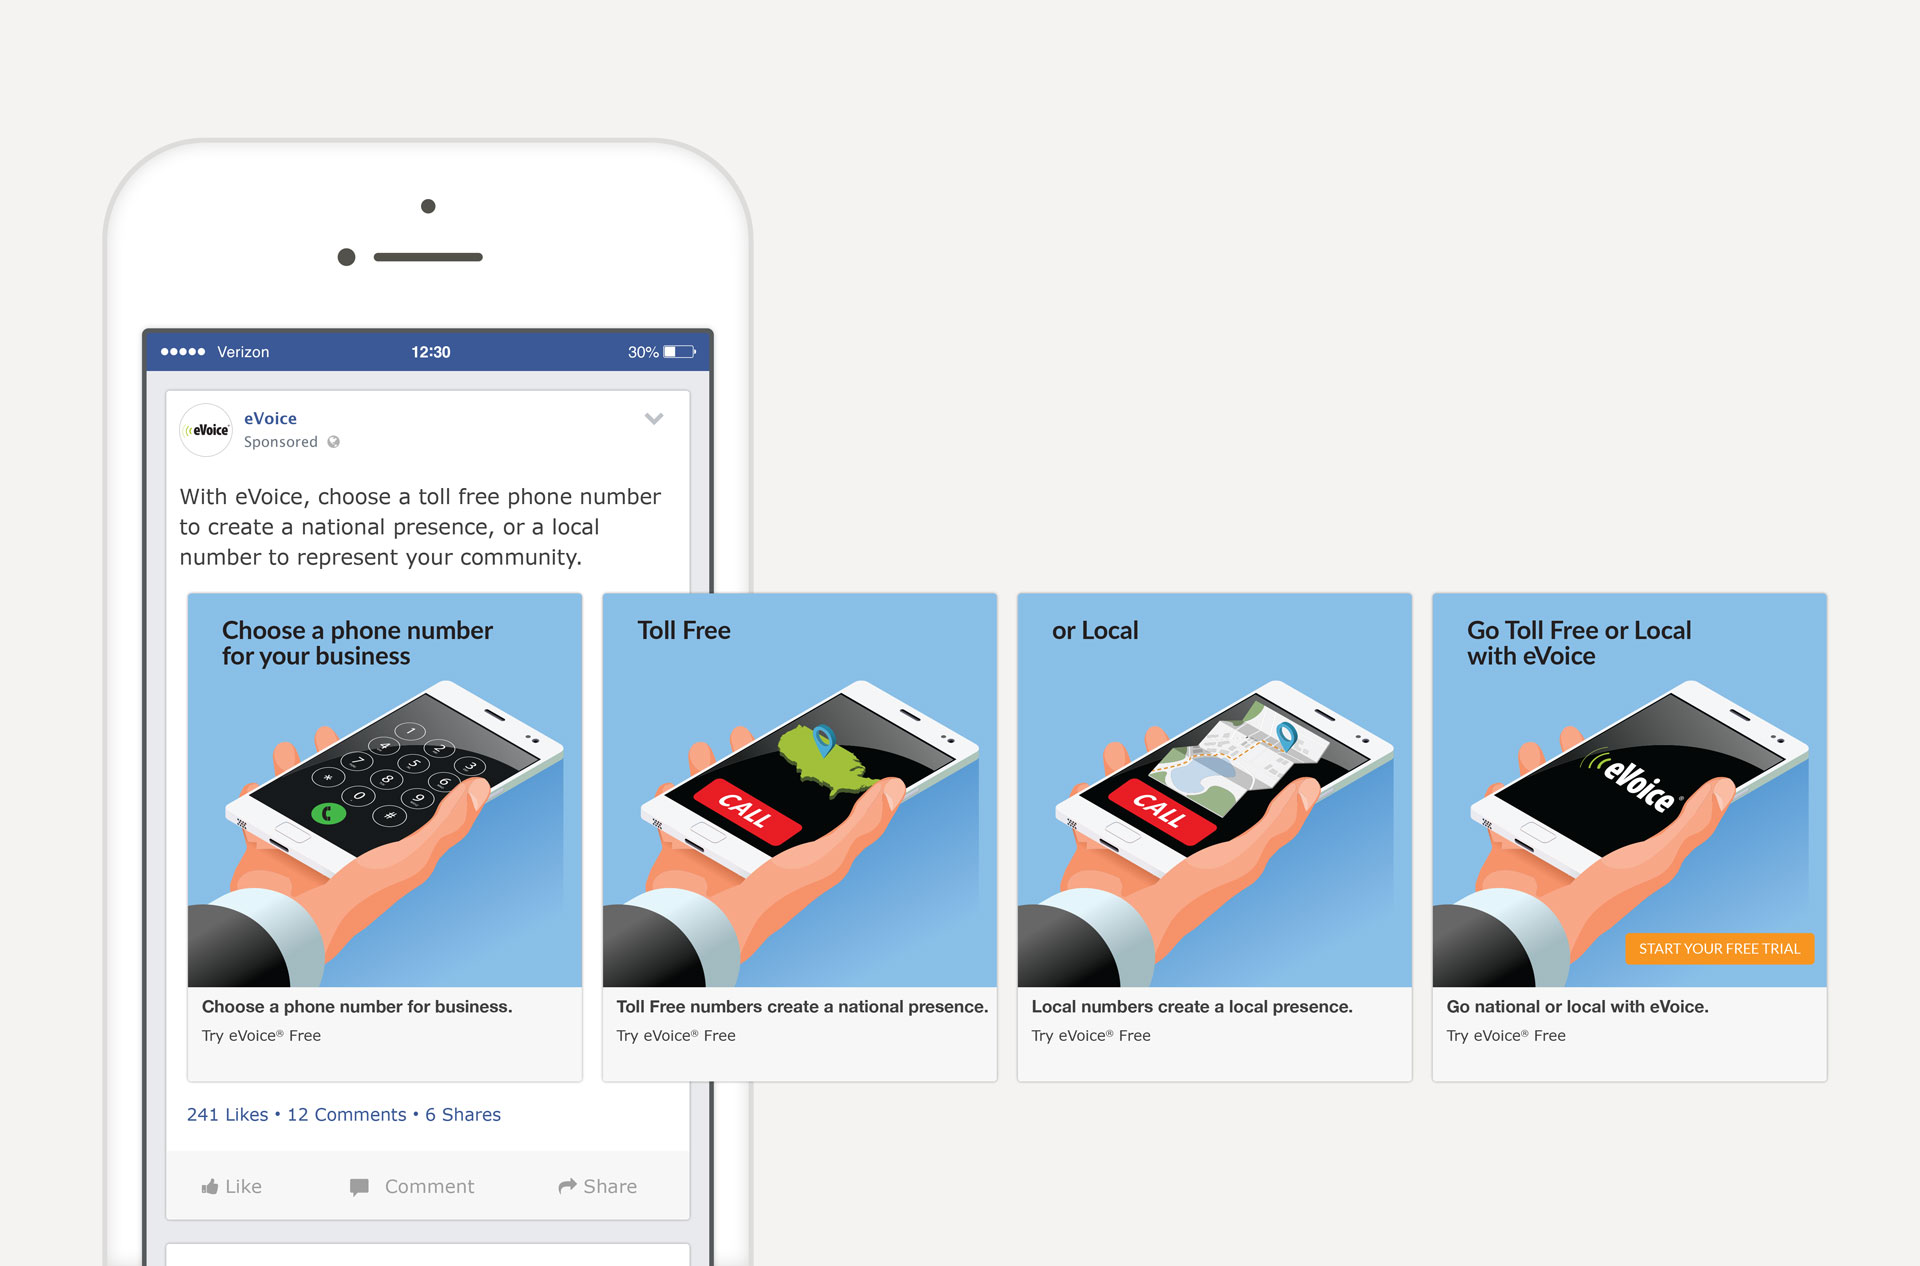 Verizon 12:30 30%
eVoice
eVoice
Sponsored
With eVoice, choose a toll free phone number
to create a national presence, or a local
number to represent your community.
Choose a phone number
for your business
1
2
3
4
5
6
7
8
9
*
0
#
Choose a phone number for business.
Try eVoice® Free
Toll Free
CALL
Toll Free numbers create a national presence.
Try eVoice® Free
or Local
CALL
Local numbers create a local presence.
Try eVoice® Free
Go Toll Free or Local
with eVoice
eVoice®
START YOUR FREE TRIAL
Go national or local with eVoice.
Try eVoice® Free
241 Likes • 12 Comments • 6 Shares
Like Comment Share